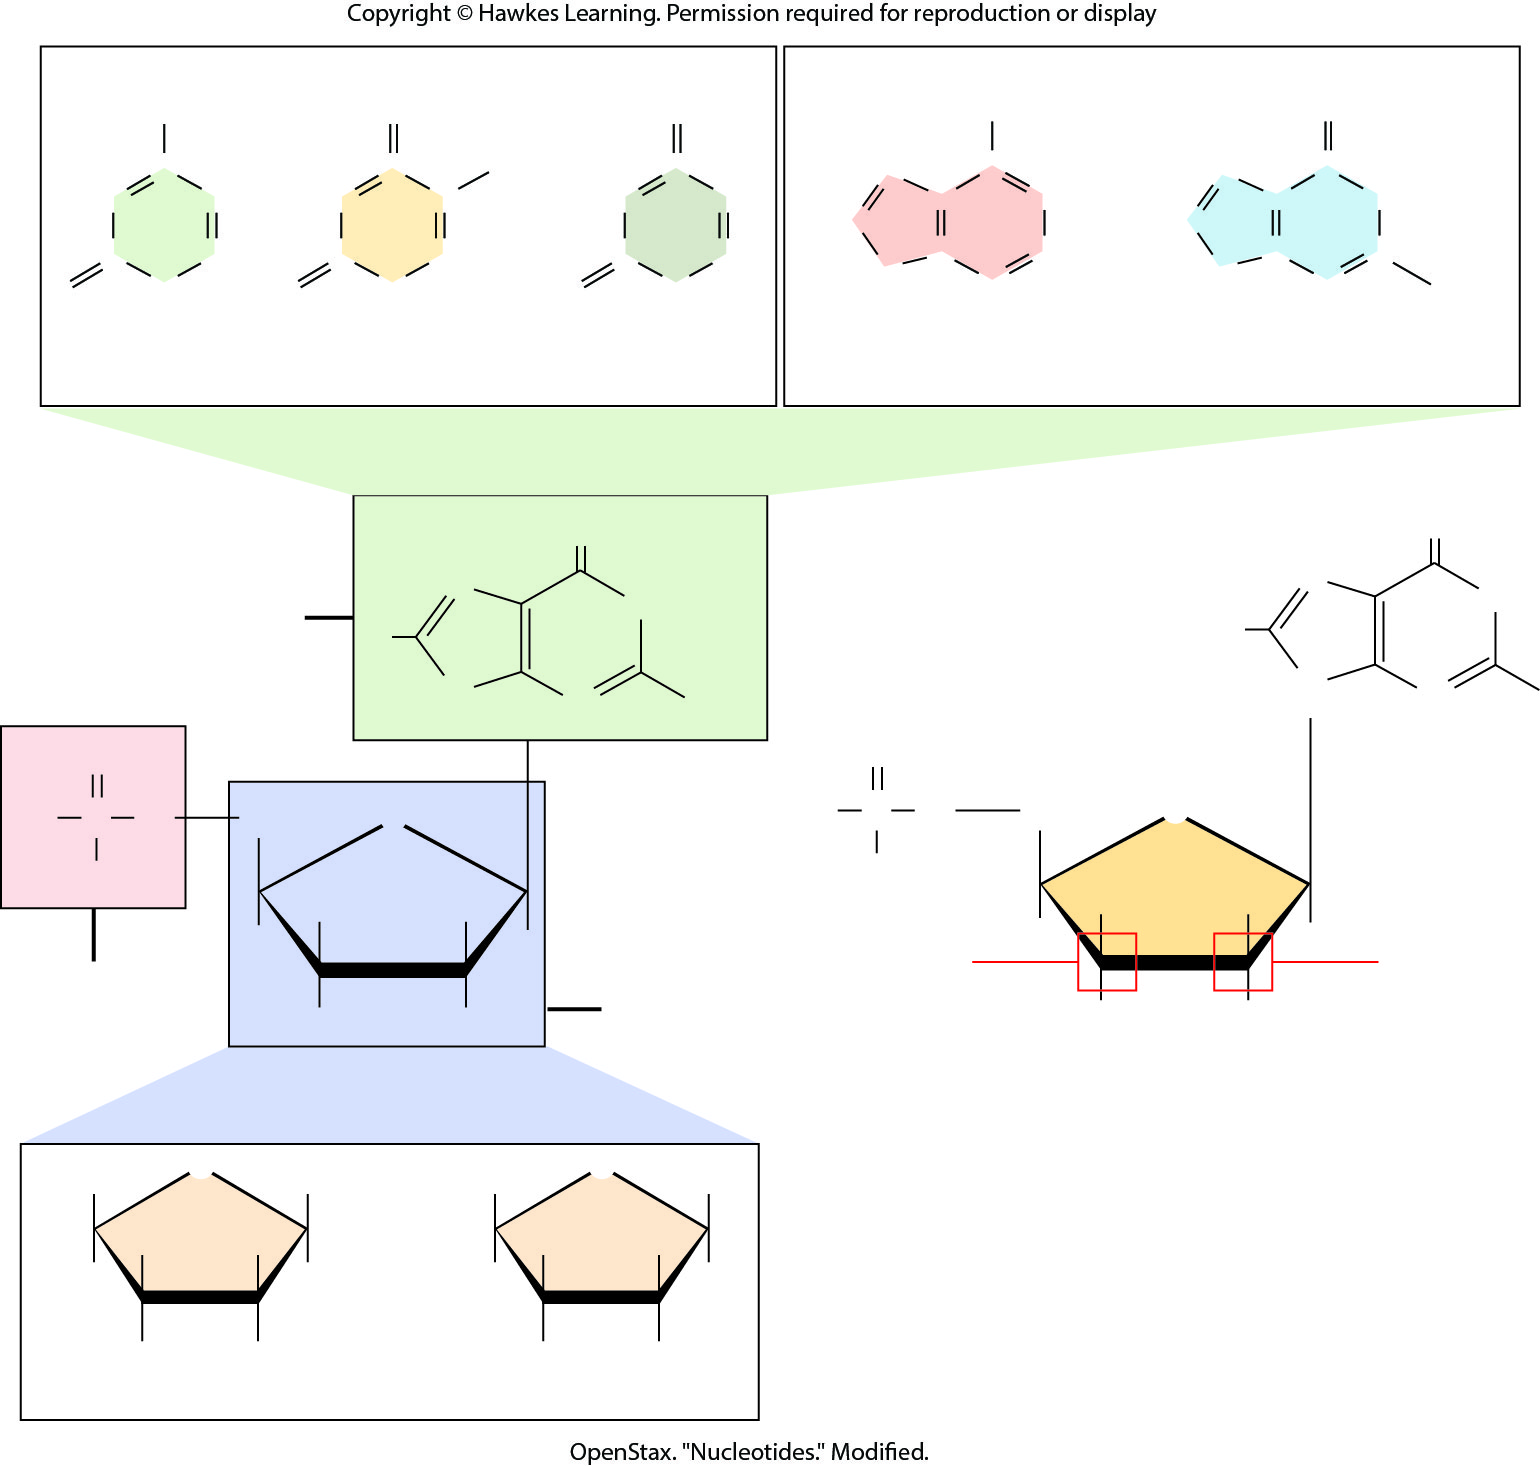 Copyright © Hawkes Learning. Permission required for reproduction or display
OpenStax. "Nucleotides." Modified.